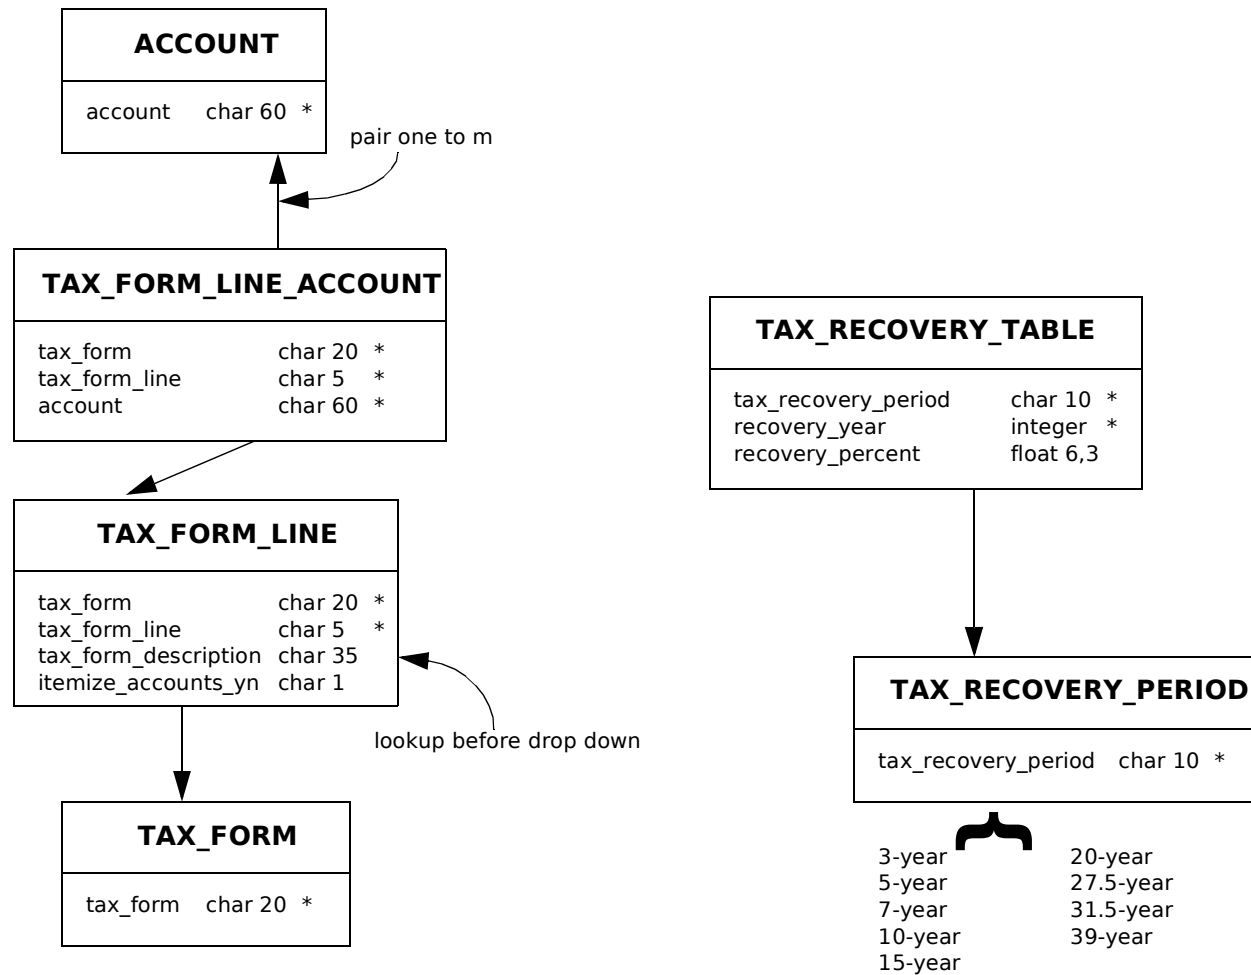 ACCOUNT
account char 60 *
pair one to m
TAX_FORM_LINE_ACCOUNT
tax_form char 20 *
tax_form_line char 5 *
account char 60 *
TAX_FORM_LINE
tax_form char 20 *
tax_form_line char 5 *
tax_form_description char 35
itemize_accounts_yn char 1
lookup before drop down
TAX_FORM
tax_form char 20 *
TAX_RECOVERY_TABLE
tax_recovery_period char 10 *
recovery_year integer *
recovery_percent float 6,3
TAX_RECOVERY_PERIOD
tax_recovery_period char 10 *
3-year
5-year
7-year
10-year
15-year
20-year
27.5-year
31.5-year
39-year